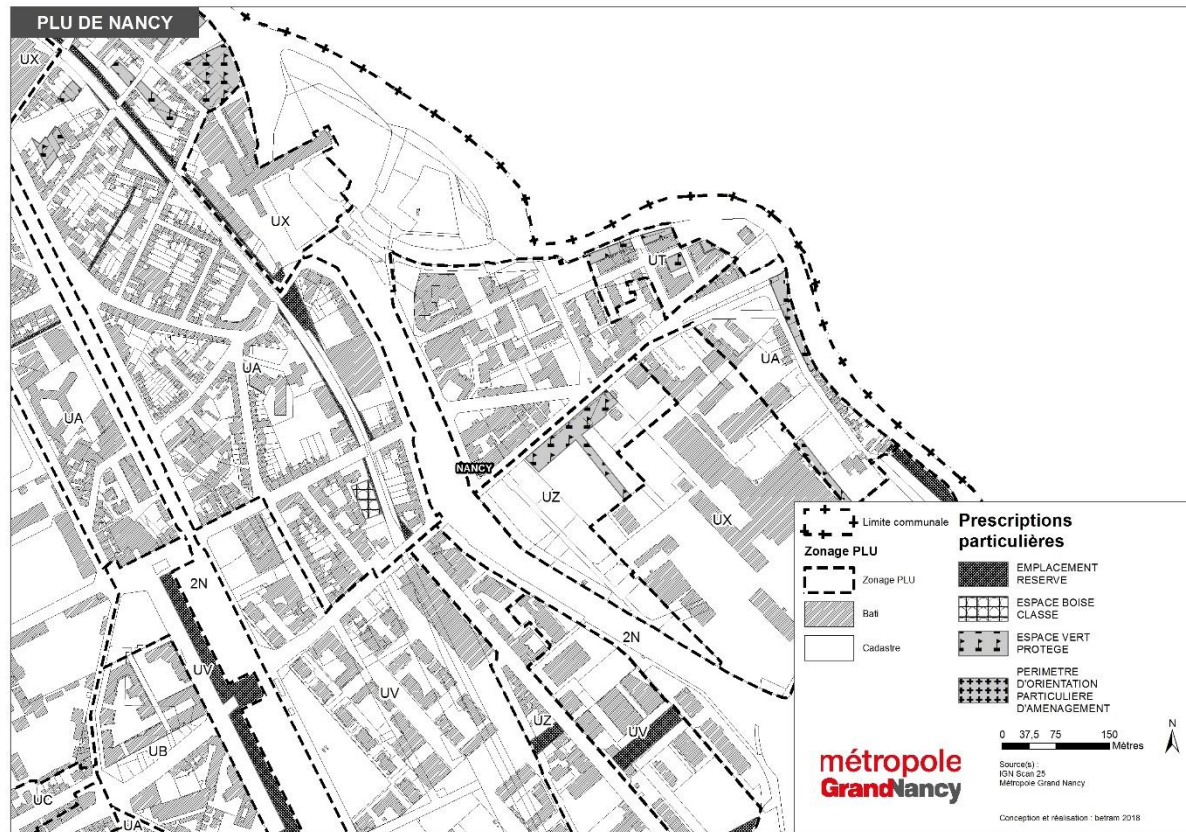 PLU DE NANCY
UX
UX
UT
UA
UA
UA
NANCY
UZ
UX
2N
2N
UV
UV
UZ
UV
UB
UC
UA
Limite communale
Zonage PLU
Zonage PLU
Bati
Cadastre
Prescriptions
particulières
EMPLACEMENT
RESERVE
ESPACE BOISE
CLASSE
ESPACE VERT
PROTEGE
PERIMETRE
D'ORIENTATION
PARTICULIERE
D'AMENAGEMENT
0 37,5 75 150
Mètres
N
Source(s) :
IGN Scan 25
Métropole Grand Nancy
métropole
GrandNancy
Conception et réalisation : betram 2018